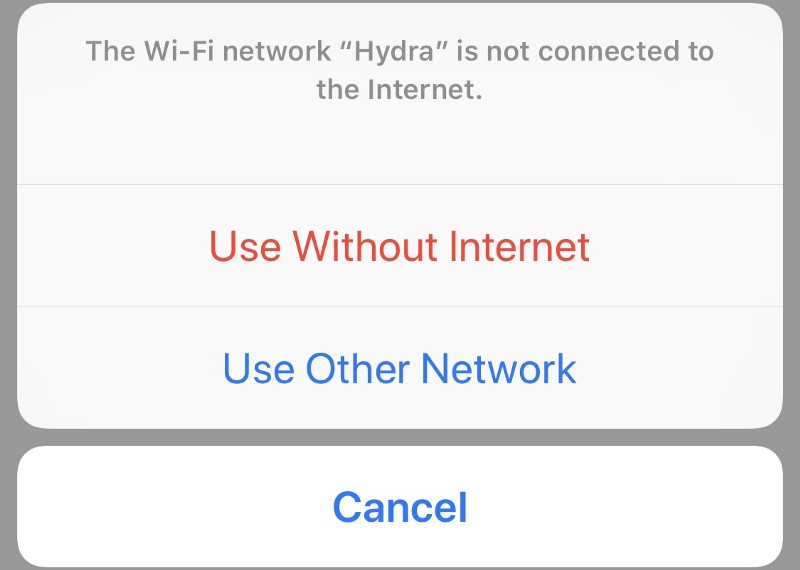 The Wi-Fi network “Hydra” is not connected to
the Internet.
Use Without Internet
Use Other Network
Cancel